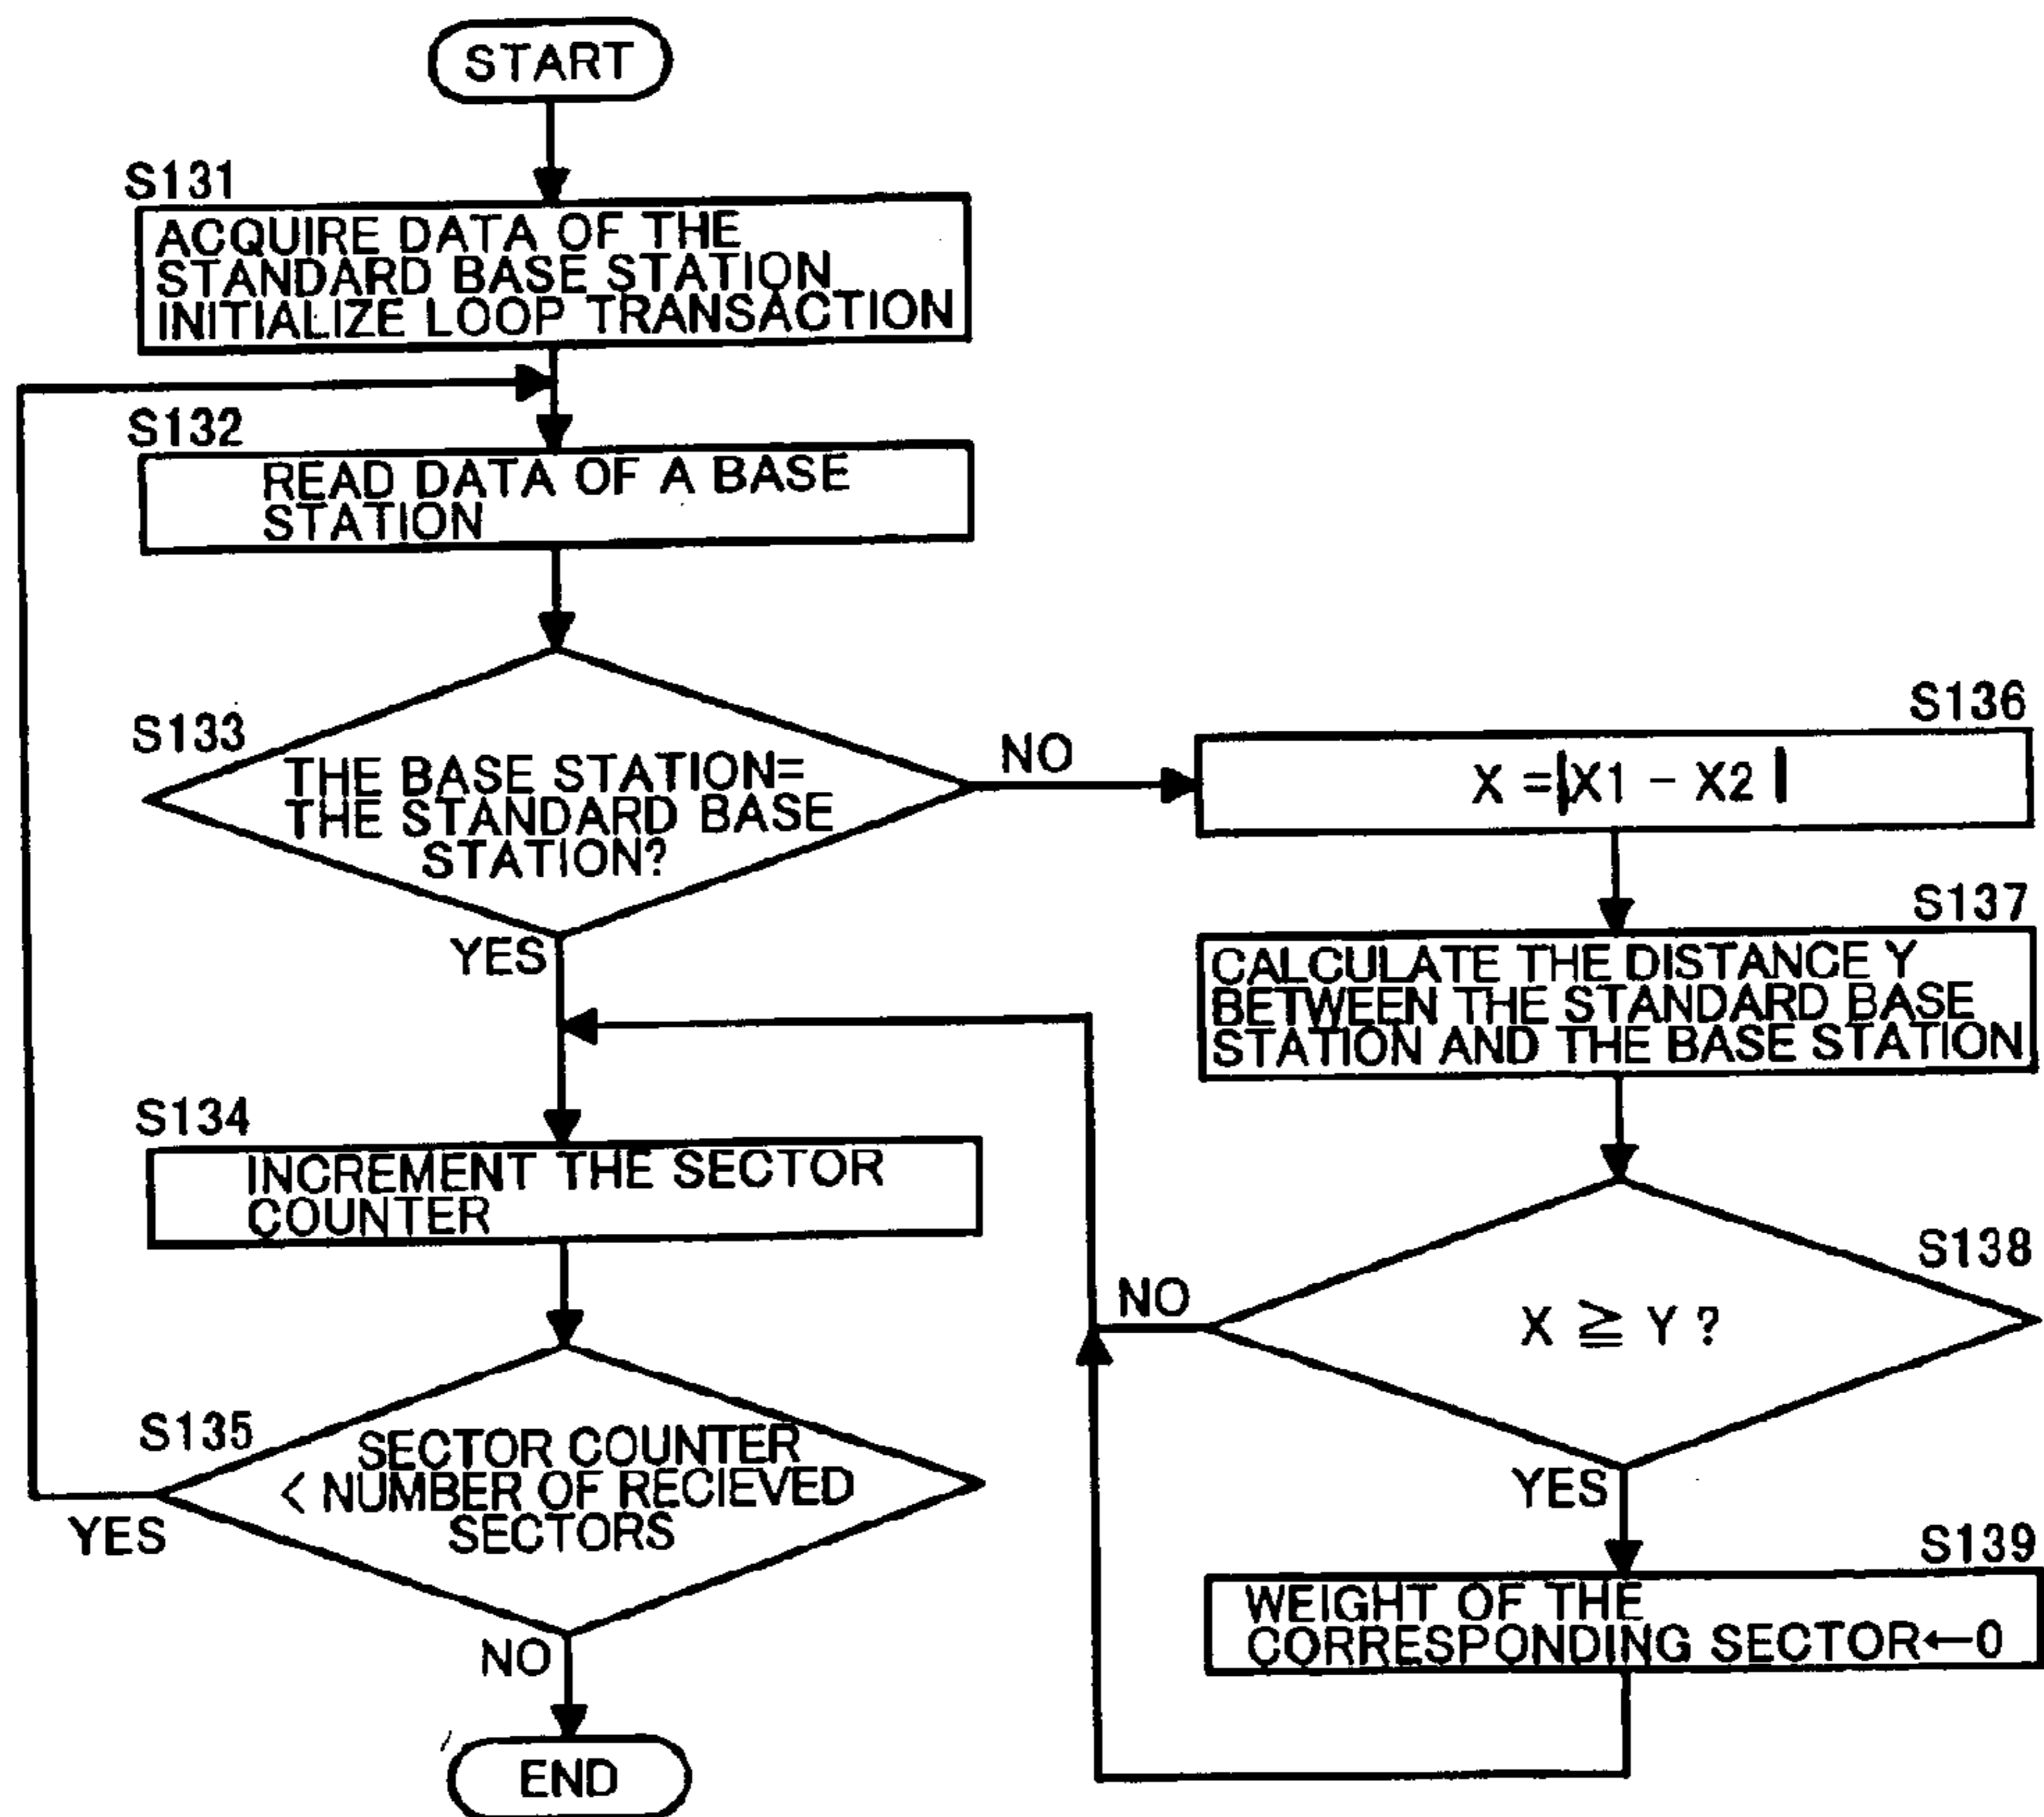 START
S131
ACQUIRE DATA OF THE
STANDARD BASE STATION
INITIALIZE LOOP TRANSACTION
S132
READ DATA OF A BASE
STATION
S133
THE BASE STATION=
THE STANDARD BASE
STATION?
NO
YES
S134
INCREMENT THE SECTOR
COUNTER
S135
SECTOR COUNTER
< NUMBER OF RECIEVED
SECTORS
YES
NO
END
S136
X =|X1 - X2 |
S137
CALCULATE THE DISTANCE Y
BETWEEN THE STANDARD BASE
STATION AND THE BASE STATION
S138
X ≧ Y ?
NO
YES
S139
WEIGHT OF THE
CORRESPONDING SECTOR←0